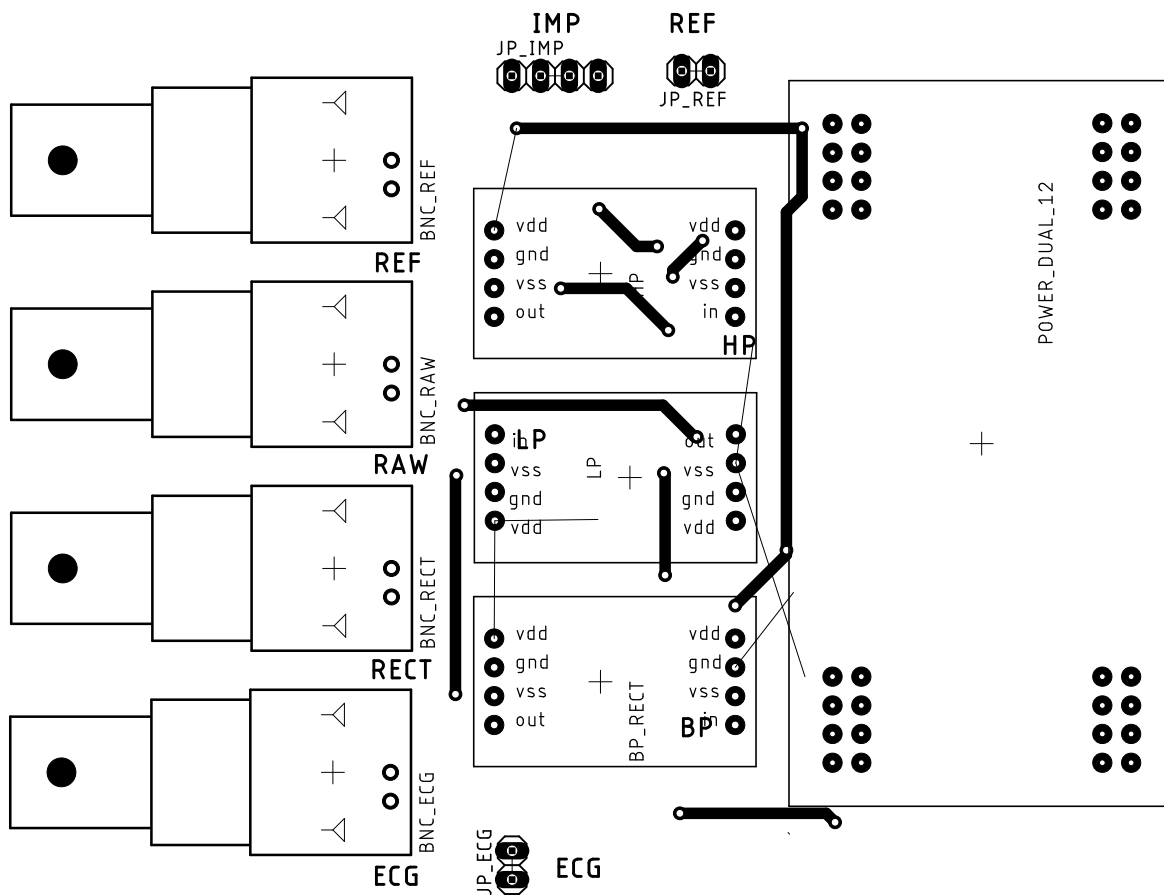 IMP
REF
JP_IMP
JP_REF
BNC_REF
REF
vdd
gnd
vss
out
vdd
gnd
vss
in
HP
HP
POWER_DUAL_12
BNC_RAW
RAW
in
vss
gnd
vdd
LP
LP
out
vss
gnd
vdd
BNC_RECT
RECT
vdd
gnd
vss
out
BP_RECT
vdd
gnd
vss
in
BP
BNC_ECG
ECG
JP_ECG
ECG